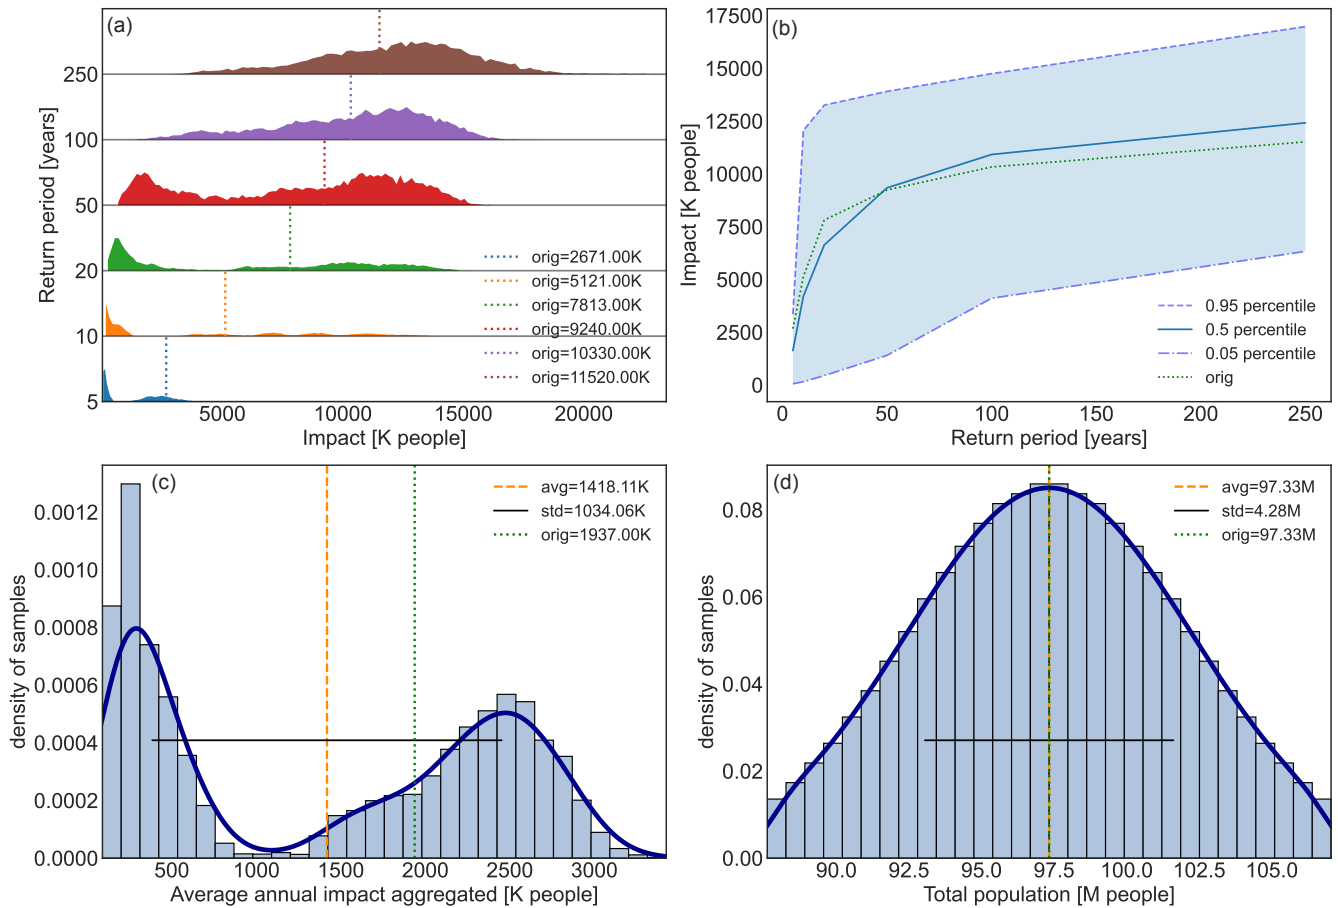 (a)
Return period [years]
250
100
50
20
10
5
orig=2671.00K
orig=5121.00K
orig=7813.00K
orig=9240.00K
orig=10330.00K
orig=11520.00K
5000 10000 15000 20000
Impact [K people]
(b)
Impact [K people]
17500
15000
12500
10000
7500
5000
2500
0
0.95 percentile
0.5 percentile
0.05 percentile
orig
0 50 100 150 200 250
Return period [years]
(c)
density of samples
0.0012
0.0010
0.0008
0.0006
0.0004
0.0002
0.0000
avg=1418.11K
std=1034.06K
orig=1937.00K
500 1000 1500 2000 2500 3000
Average annual impact aggregated [K people]
(d)
density of samples
0.08
0.06
0.04
0.02
0.00
avg=97.33M
std=4.28M
orig=97.33M
90.0 92.5 95.0 97.5 100.0 102.5 105.0
Total population [M people]